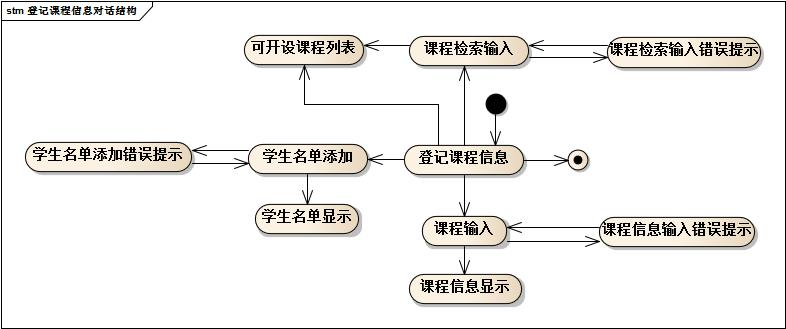 stm 登记课程信息对话结构
可开设课程列表
课程检索输入
课程检索输入错误提示
学生名单添加错误提示
学生名单添加
登记课程信息
学生名单显示
课程输入
课程信息输入错误提示
课程信息显示